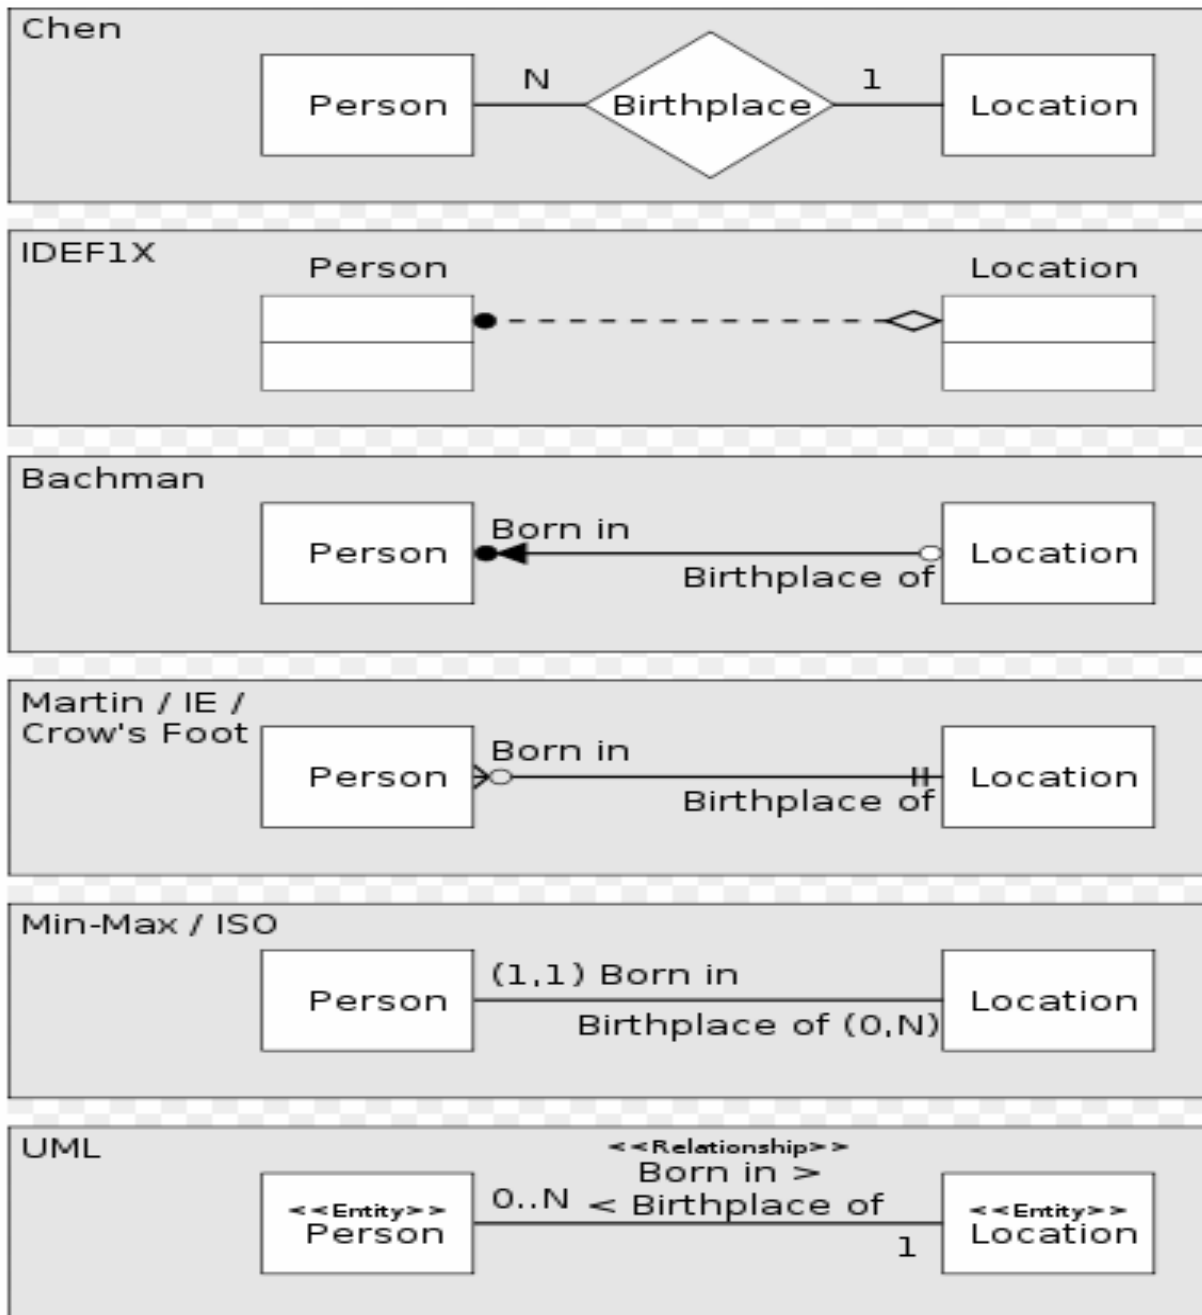 Chen
Person
N
Birthplace
1
Location
IDEF1X
Person
Location
Bachman
Person
Born in
Birthplace of
Location
Martin / IE /
Crow's Foot
Person
Born in
Birthplace of
Location
Min-Max / ISO
Person
(1,1) Born in
Birthplace of (0,N)
Location
UML
<<Entity>>
Person
0..N
<<Relationship>>
Born in >
< Birthplace of
1
<<Entity>>
Location